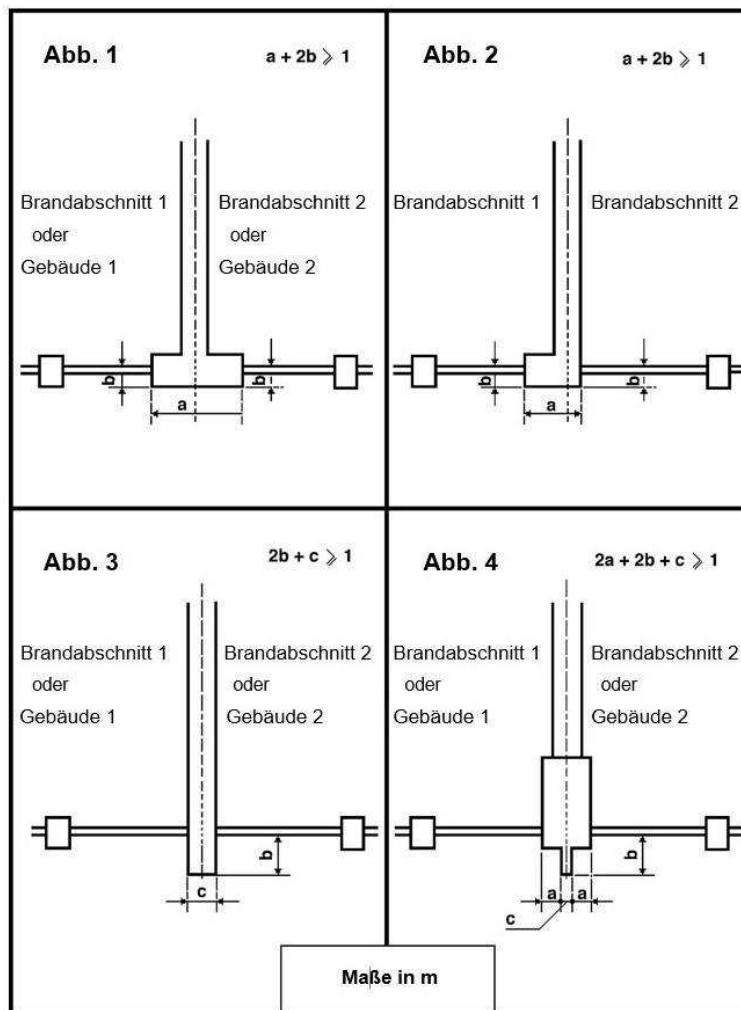 Abb. 1
a + 2b ⩾ 1
Brandabschnitt 1
oder
Gebäude 1
Brandabschnitt 2
oder
Gebäude 2
b
b
a
Abb. 2
a + 2b ⩾ 1
Brandabschnitt 1
Brandabschnitt 2
b
b
a
Abb. 3
2b + c ⩾ 1
Brandabschnitt 1
oder
Gebäude 1
Brandabschnitt 2
oder
Gebäude 2
b
c
Abb. 4
2a + 2b + c ⩾ 1
Brandabschnitt 1
oder
Gebäude 1
Brandabschnitt 2
oder
Gebäude 2
b
a a
c
Maße in m